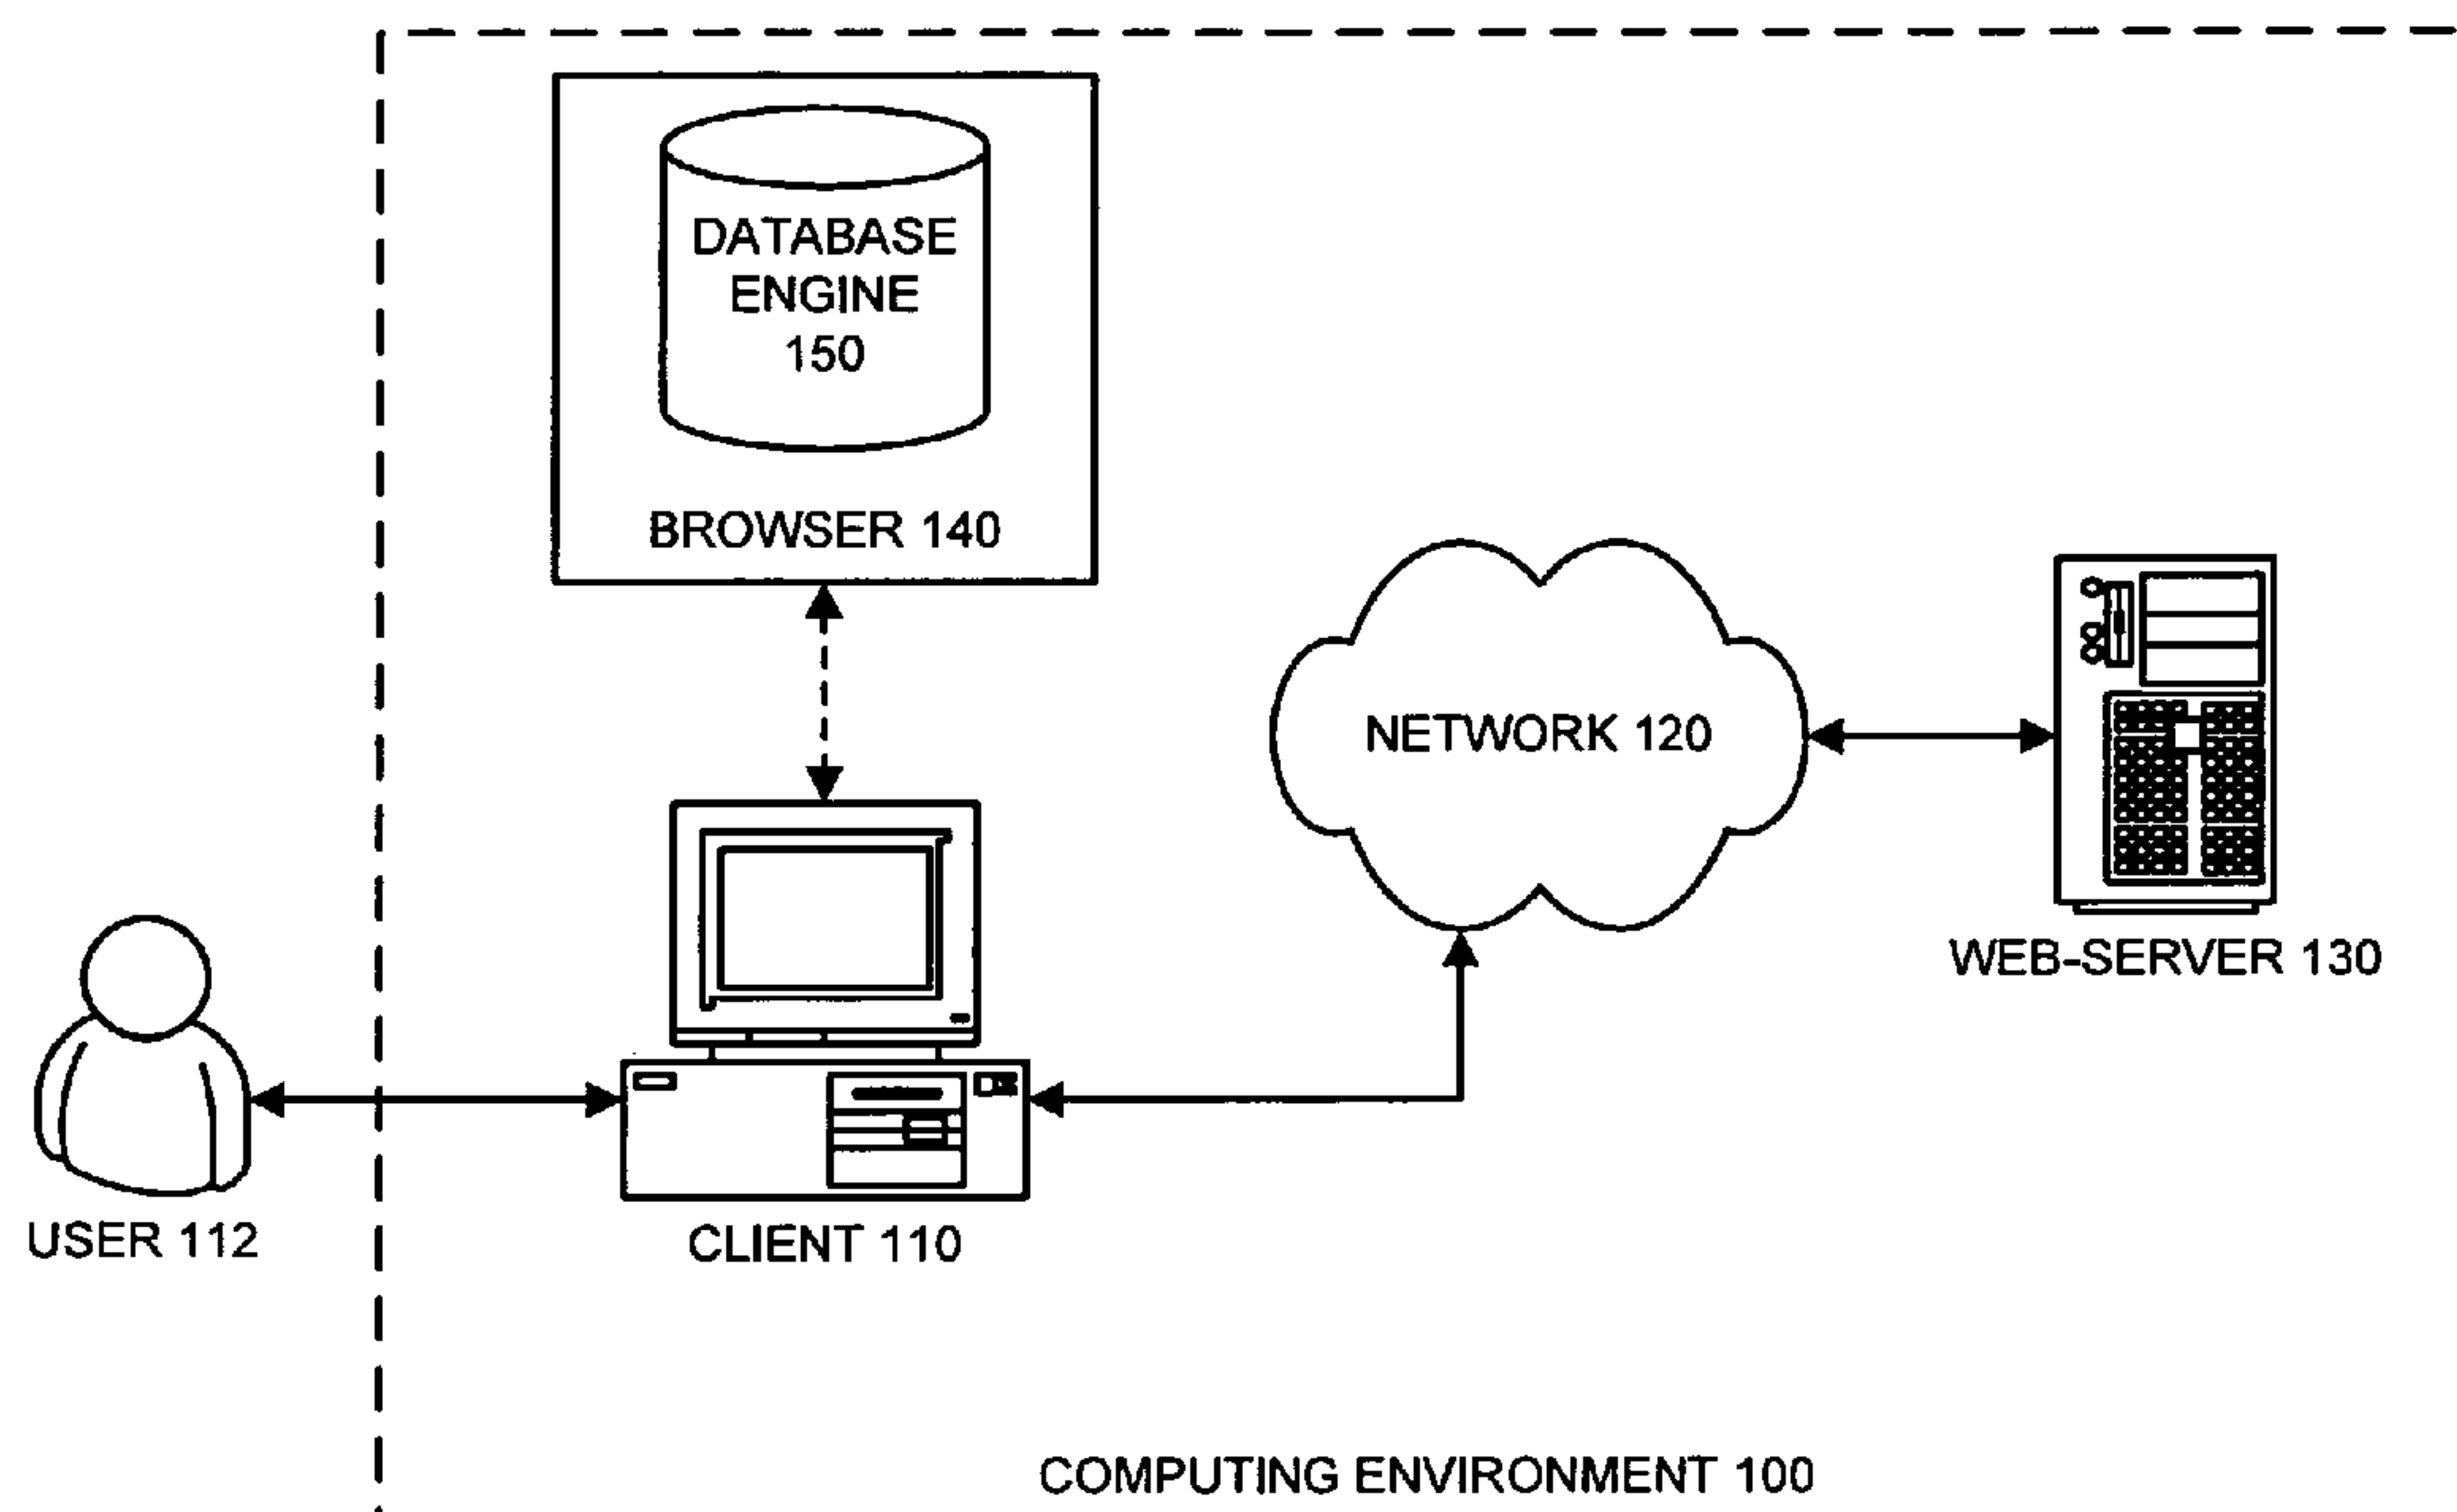 DATABASE
ENGINE
150
BROWSER 140
NETWORK 120
WEB-SERVER 130
USER 112
CLIENT 110
COMPUTING ENVIRONMENT 100